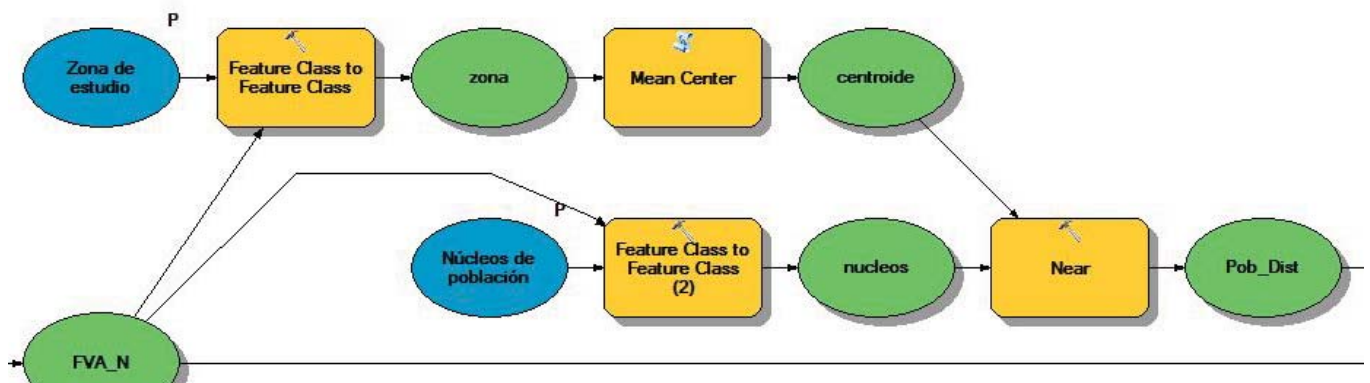 P
Zona de
estudio
Feature Class to
Feature Class
zona
Mean Center
centroide
P
Núcleos de
población
Feature Class to
Feature Class
(2)
nucleos
Near
Pob_Dist
FVA_N